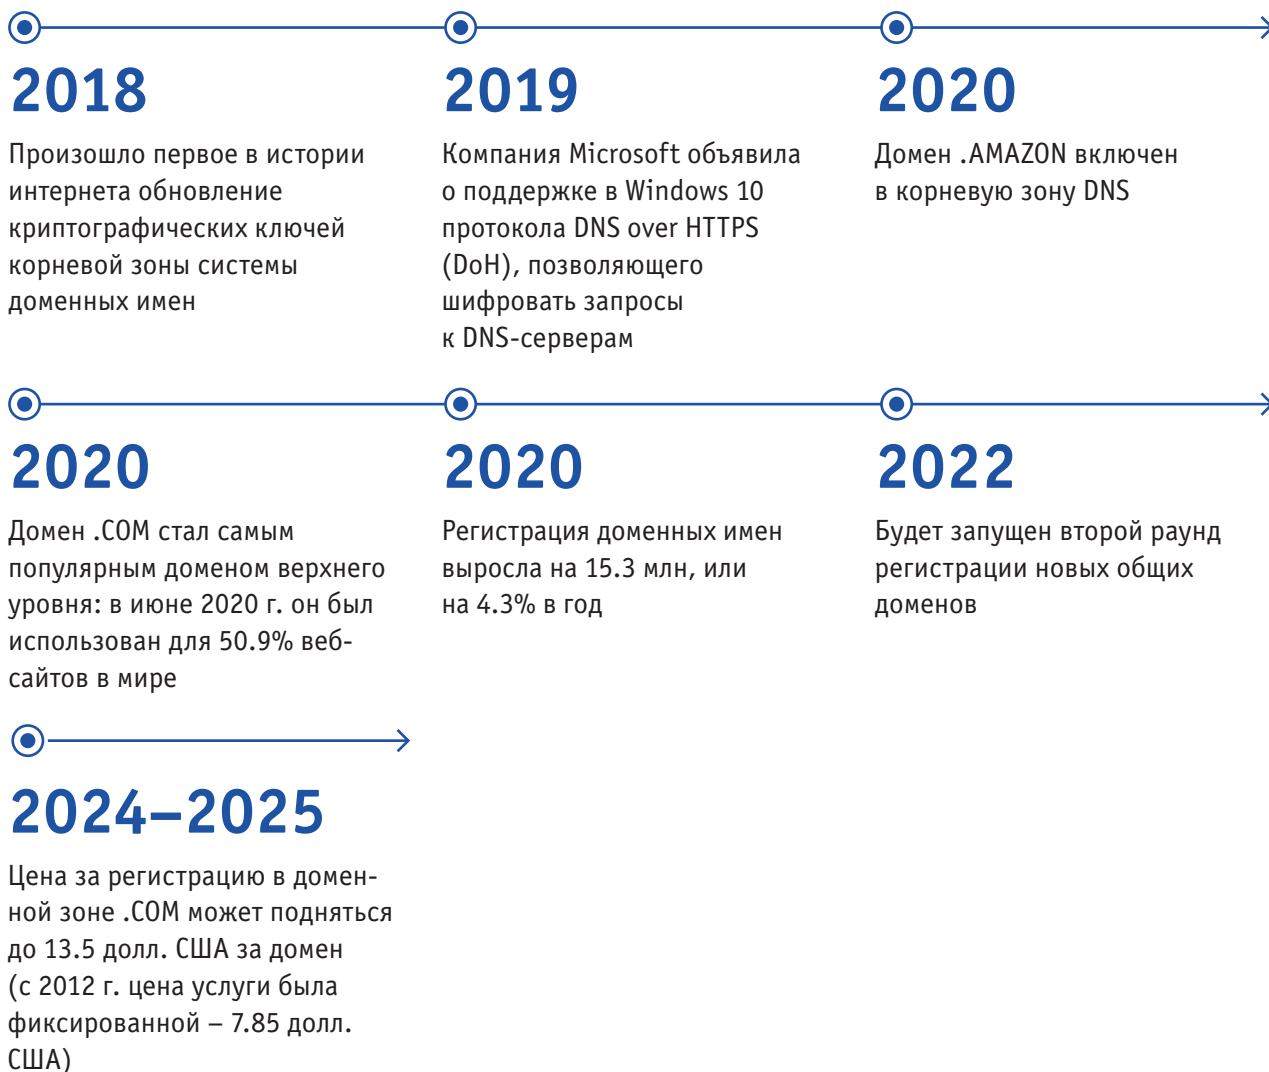 2018
Произошло первое в истории
интернета обновление
криптографических ключей
корневой зоны системы
доменных имен
2019
Компания Microsoft объявила
о поддержке в Windows 10
протокола DNS over HTTPS
(DoH), позволяющего
шифровать запросы
к DNS-серверам
2020
Домен .AMAZON включен
в корневую зону DNS
2020
Домен .COM стал самым
популярным доменом верхнего
уровня: в июне 2020 г. он был
использован для 50.9% веб-
сайтов в мире
2020
Регистрация доменных имен
выросла на 15.3 млн, или
на 4.3% в год
2022
Будет запущен второй раунд
регистрации новых общих
доменов
2024–2025
Цена за регистрацию в домен-
ной зоне .COM может подняться
до 13.5 долл. США за домен
(с 2012 г. цена услуги была
фиксированной – 7.85 долл.
США)